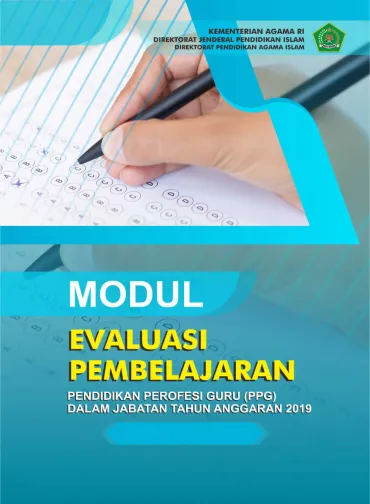 KEMENTERIAN AGAMA RI
DIREKTORAT JENDERAL PENDIDIKAN ISLAM
DIREKTORAT PENDIDIKAN AGAMA ISLAM
MODUL
EVALUASI
PEMBELAJARAN
PENDIDIKAN PEROFESI GURU (PPG)
DALAM JABATAN TAHUN ANGGARAN 2019